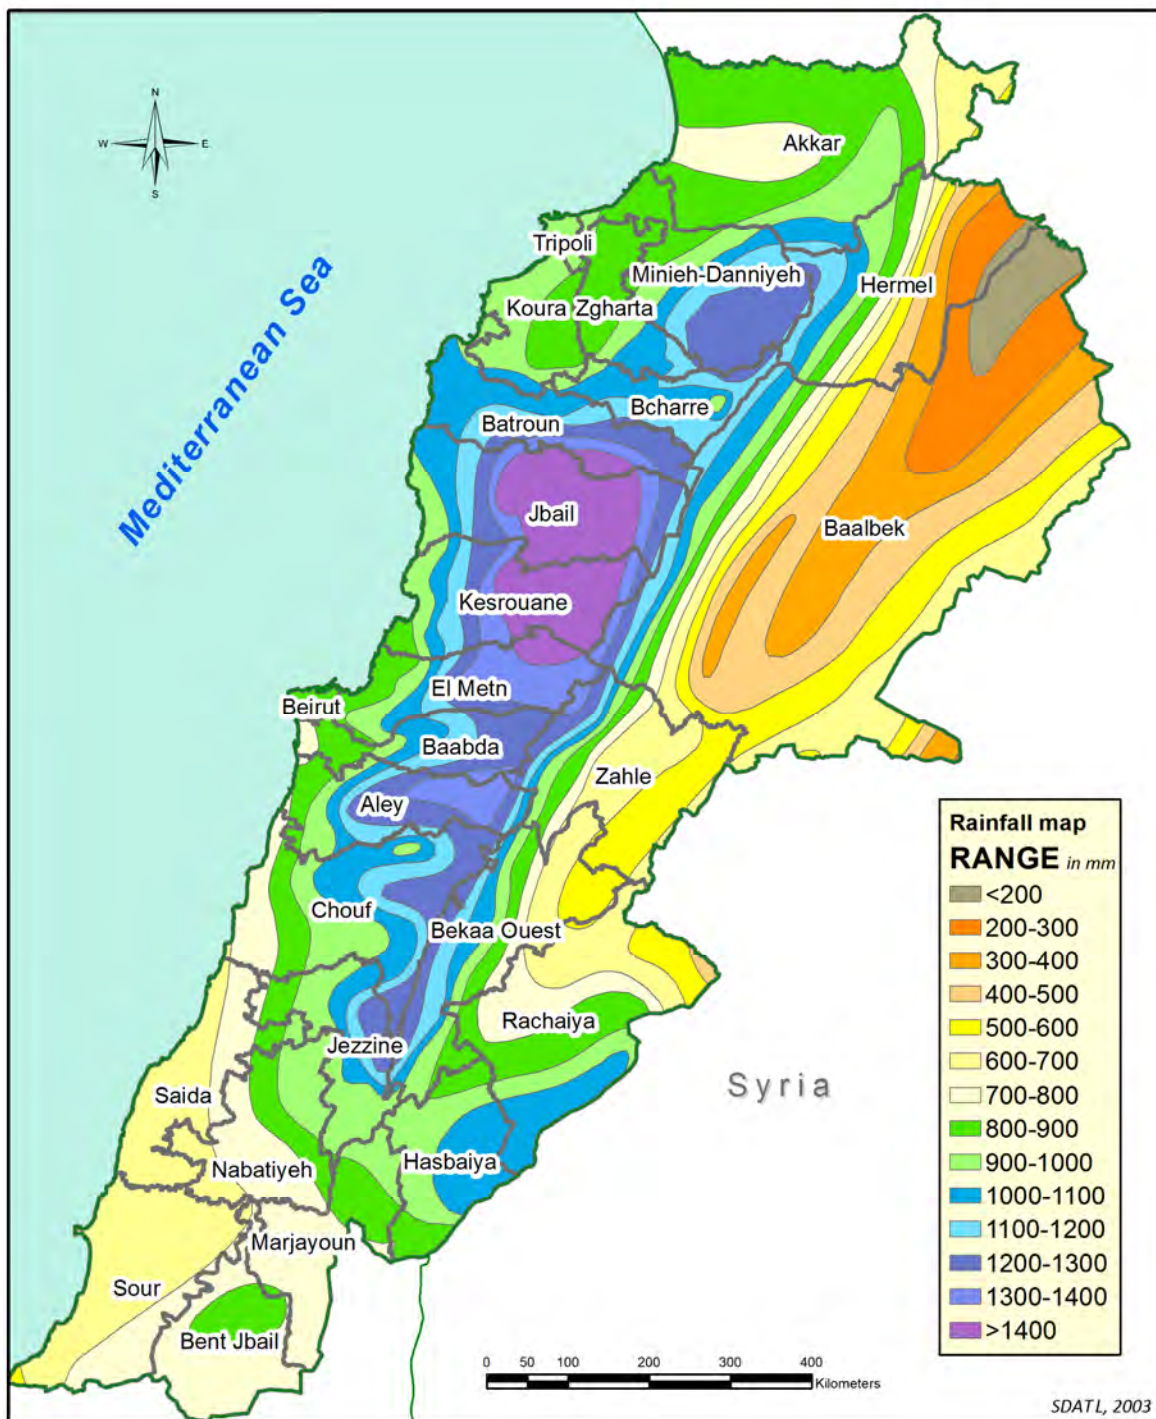 N
W E
S
Mediterranean Sea
Akkar
Tripoli
Minieh-Danniyeh
Hermel
Koura Zgharta
Bcharre
Batroun
Jbail
Baalbek
Kesrouane
El Metn
Beirut
Baabda
Zahle
Aley
Chouf
Bekaa Ouest
Rachaiya
Jezzine
Syria
Saida
Hasbaiya
Nabatiyeh
Marjayoun
Sour
Bent Jbail
Rainfall map
RANGE in mm
<200
200-300
300-400
400-500
500-600
600-700
700-800
800-900
900-1000
1000-1100
1100-1200
1200-1300
1300-1400
>1400
0 50 100 200 300 400
Kilometers
SDATL, 2003